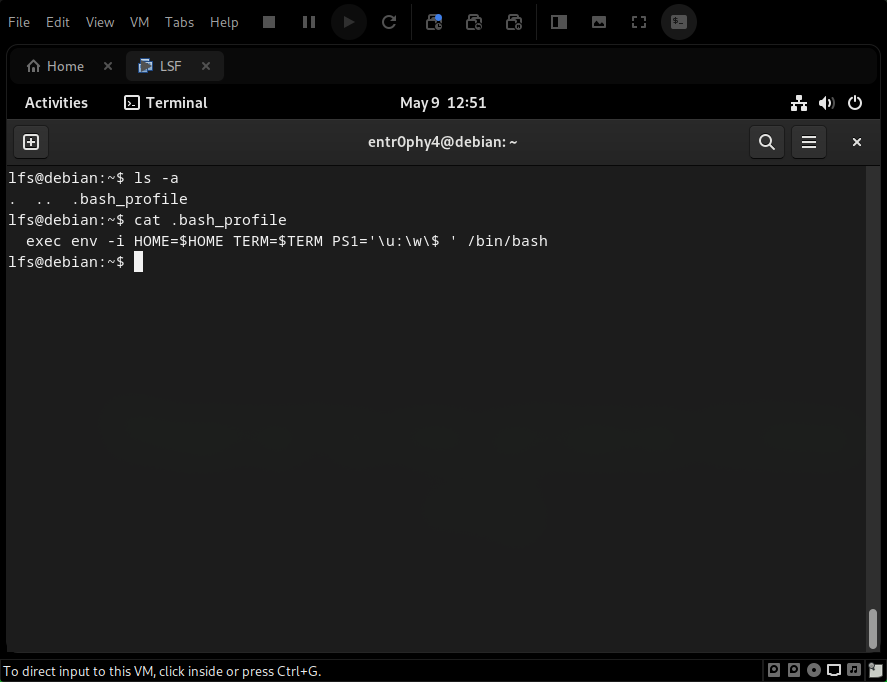 File Edit View VM Tabs Help
Home LSF
Activities Terminal May 9 12:51
entr0phy4@debian: ~
lfs@debian:~$ ls -a
. .. .bash_profile
lfs@debian:~$ cat .bash_profile
  exec env -i HOME=$HOME TERM=$TERM PS1='\u:\w\$ ' /bin/bash
lfs@debian:~$
To direct input to this VM, click inside or press Ctrl+G.